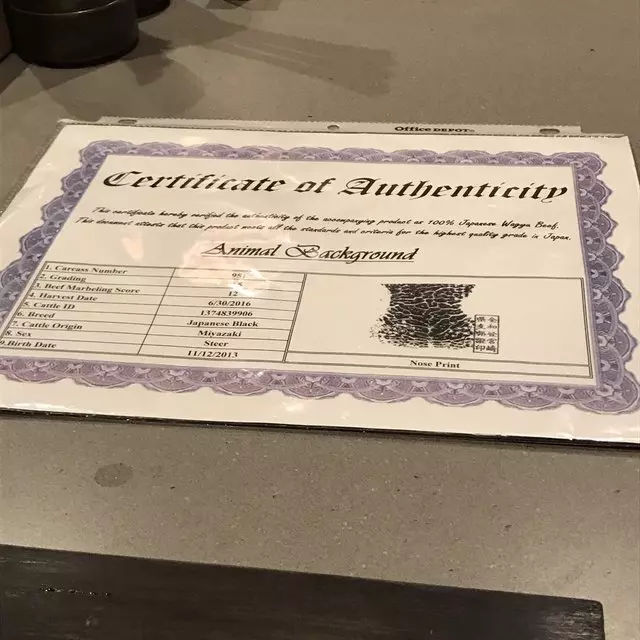 Office DEPOT
Certificate of Authenticity
This certificate hereby verified the authenticity of the accompanying product as 100% Japanese Wagyu Beef.
This document attests that this product meets all the standards and criteria for the highest quality grade in Japan.
Animal Background
1. Carcass Number 981
2. Grading
3. Beef Marbeling Score 12
4. Harvest Date 6/30/2016
5. Cattle ID 1374839906
6. Breed Japanese Black
7. Cattle Origin Miyazaki
8. Sex Steer
9. Birth Date 11/12/2013
Nose Print